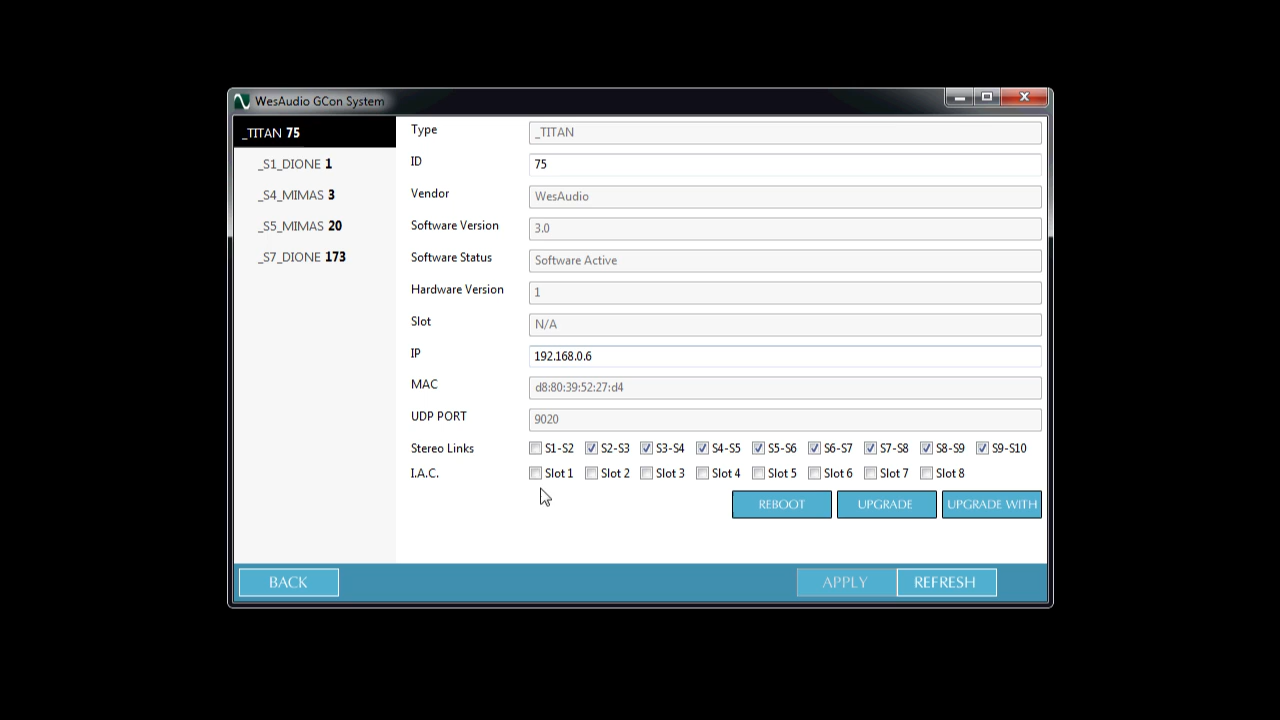 WesAudio GCon System
_TITAN 75
_S1_DIONE 1
_S4_MIMAS 3
_S5_MIMAS 20
_S7_DIONE 173
Type _TITAN
ID 75
Vendor WesAudio
Software Version 3.0
Software Status Software Active
Hardware Version 1
Slot N/A
IP 192.168.0.6
MAC d8:80:39:52:27:d4
UDP PORT 9020
Stereo Links S1-S2 S2-S3 S3-S4 S4-S5 S5-S6 S6-S7 S7-S8 S8-S9 S9-S10
I.A.C. Slot 1 Slot 2 Slot 3 Slot 4 Slot 5 Slot 6 Slot 7 Slot 8
REBOOT UPGRADE UPGRADE WITH
BACK APPLY REFRESH